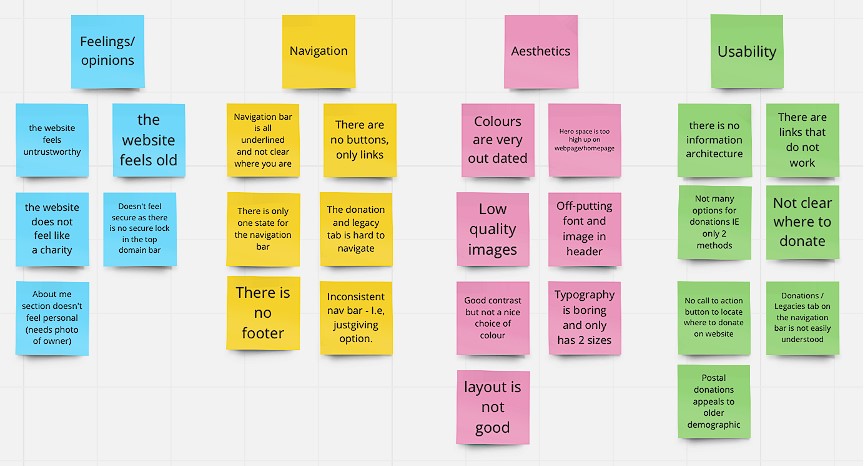 Feelings/
opinions
Navigation
Aesthetics
Usability
the website
feels
untrustworthy
the
website
feels old
the website
does not
feel like
a charity
Doesn't feel
secure as there
is no secure lock
in the top
domain bar
About me
section doesn't
feel personal
(needs photo
of owner)
Navigation bar
is all
underlined
and not clear
where you are
There are
no buttons,
only links
There is only
one state for
the navigation
bar
The donation
and legacy
tab is hard to
navigate
There is
no
footer
Inconsistent
nav bar - I.e,
justgiving
option.
Colours
are very
out dated
Hero space is too
high up on
webpage/homepage
Low
quality
images
Off-putting
font and
image in
header
Good contrast
but not a nice
choice of
colour
Typography
is boring
and only
has 2 sizes
layout is
not
good
there is no
information
architecture
There are
links that
do not
work
Not many
options for
donations IE
only 2
methods
Not clear
where to
donate
No call to action
button to locate
where to donate
on website
Donations /
Legacies tab on
the navigation
bar is not easily
understood
Postal
donations
appeals to
older
demographic